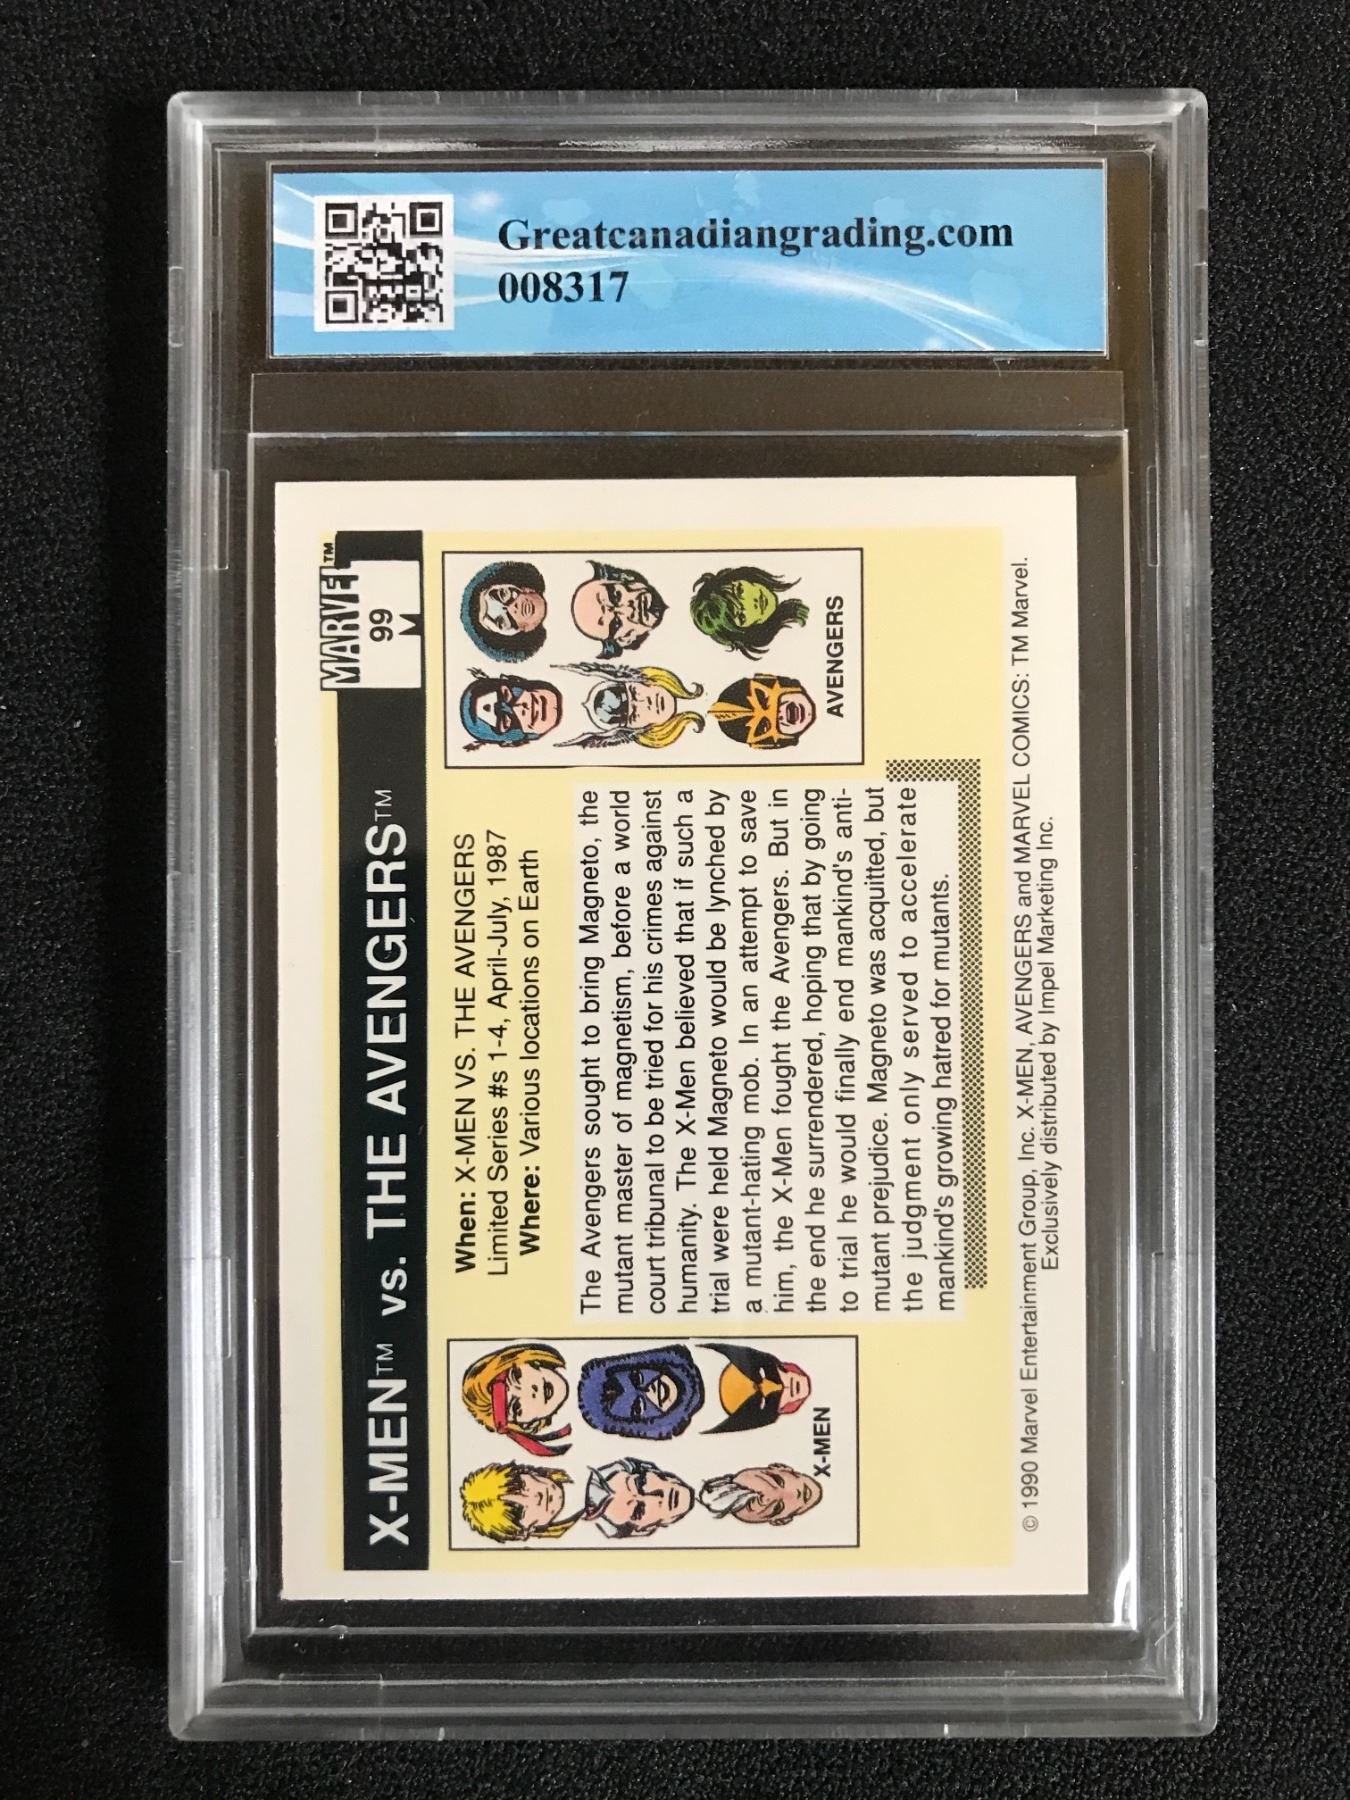 Greatcanadiangrading.com
008317
X-MEN™ vs. THE AVENGERS™
MARVEL™
99
When: X-MEN VS. THE AVENGERS
Limited Series #s 1-4, April-July, 1987
Where: Various locations on Earth
The Avengers sought to bring Magneto, the
mutant master of magnetism, before a world
court tribunal to be tried for his crimes against
humanity. The X-Men believed that if such a
trial were held Magneto would be lynched by
a mutant-hating mob. In an attempt to save
him, the X-Men fought the Avengers. But in
the end he surrendered, hoping that by going
to trial he would finally end mankind's anti-
mutant prejudice. Magneto was acquitted, but
the judgment only served to accelerate
mankind's growing hatred for mutants.
X-MEN
AVENGERS
© 1990 Marvel Entertainment Group, Inc. X-MEN, AVENGERS and MARVEL COMICS: TM Marvel.
Exclusively distributed by Impel Marketing Inc.